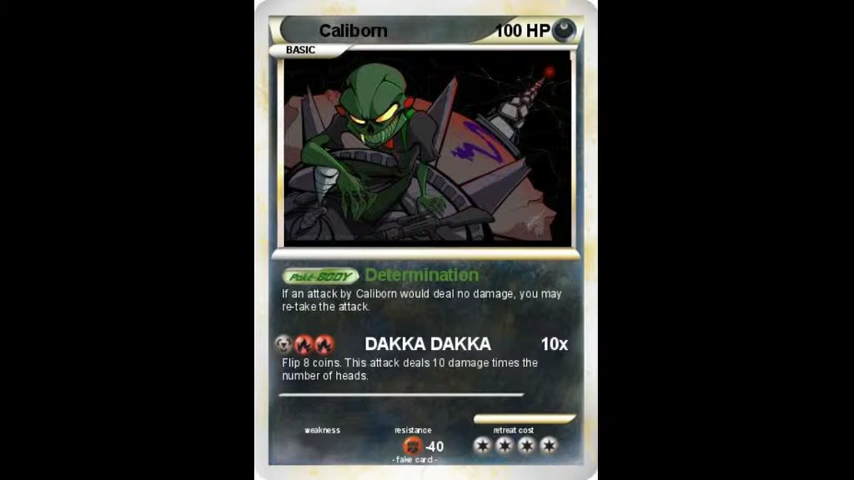 Caliborn 100 HP
BASIC
Poké-BODY Determination
If an attack by Caliborn would deal no damage, you may
re-take the attack.
DAKKA DAKKA 10x
Flip 8 coins. This attack deals 10 damage times the
number of heads.
weakness resistance retreat cost
-40
- fake card -